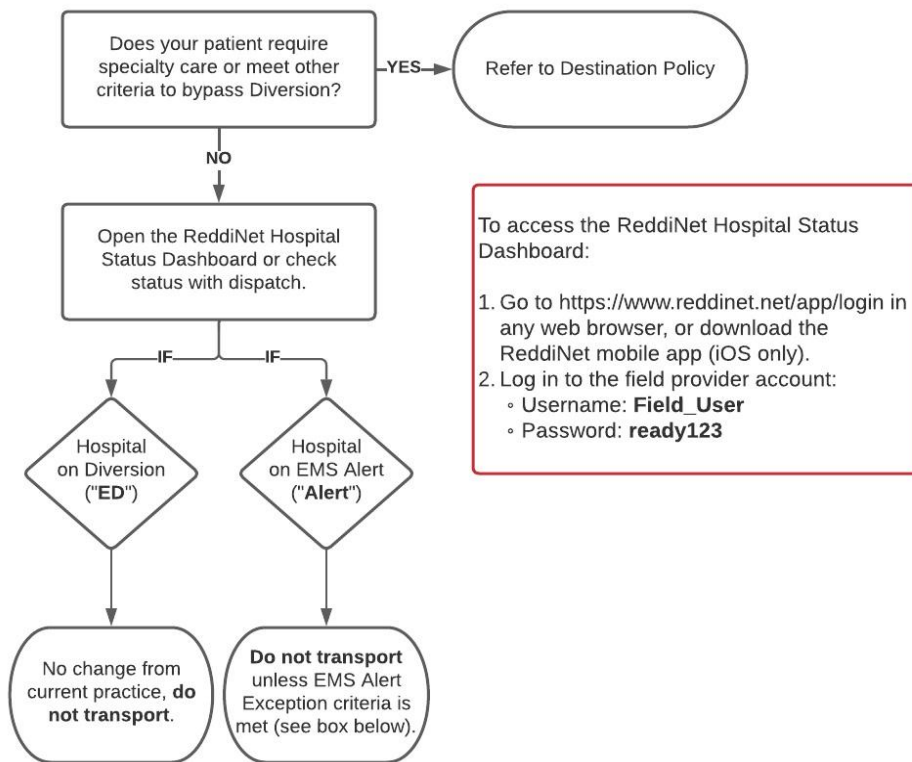 Does your patient require
specialty care or meet other
criteria to bypass Diversion?
YES
Refer to Destination Policy
NO
Open the ReddiNet Hospital
Status Dashboard or check
status with dispatch.
To access the ReddiNet Hospital Status
Dashboard:
1. Go to https://www.reddinet.net/app/login in
any web browser, or download the
ReddiNet mobile app (iOS only).
2. Log in to the field provider account:
◦ Username: Field_User
◦ Password: ready123
IF
IF
Hospital
on Diversion
("ED")
Hospital
on EMS Alert
("Alert")
No change from
current practice, do
not transport.
Do not transport
unless EMS Alert
Exception criteria is
met (see box below).